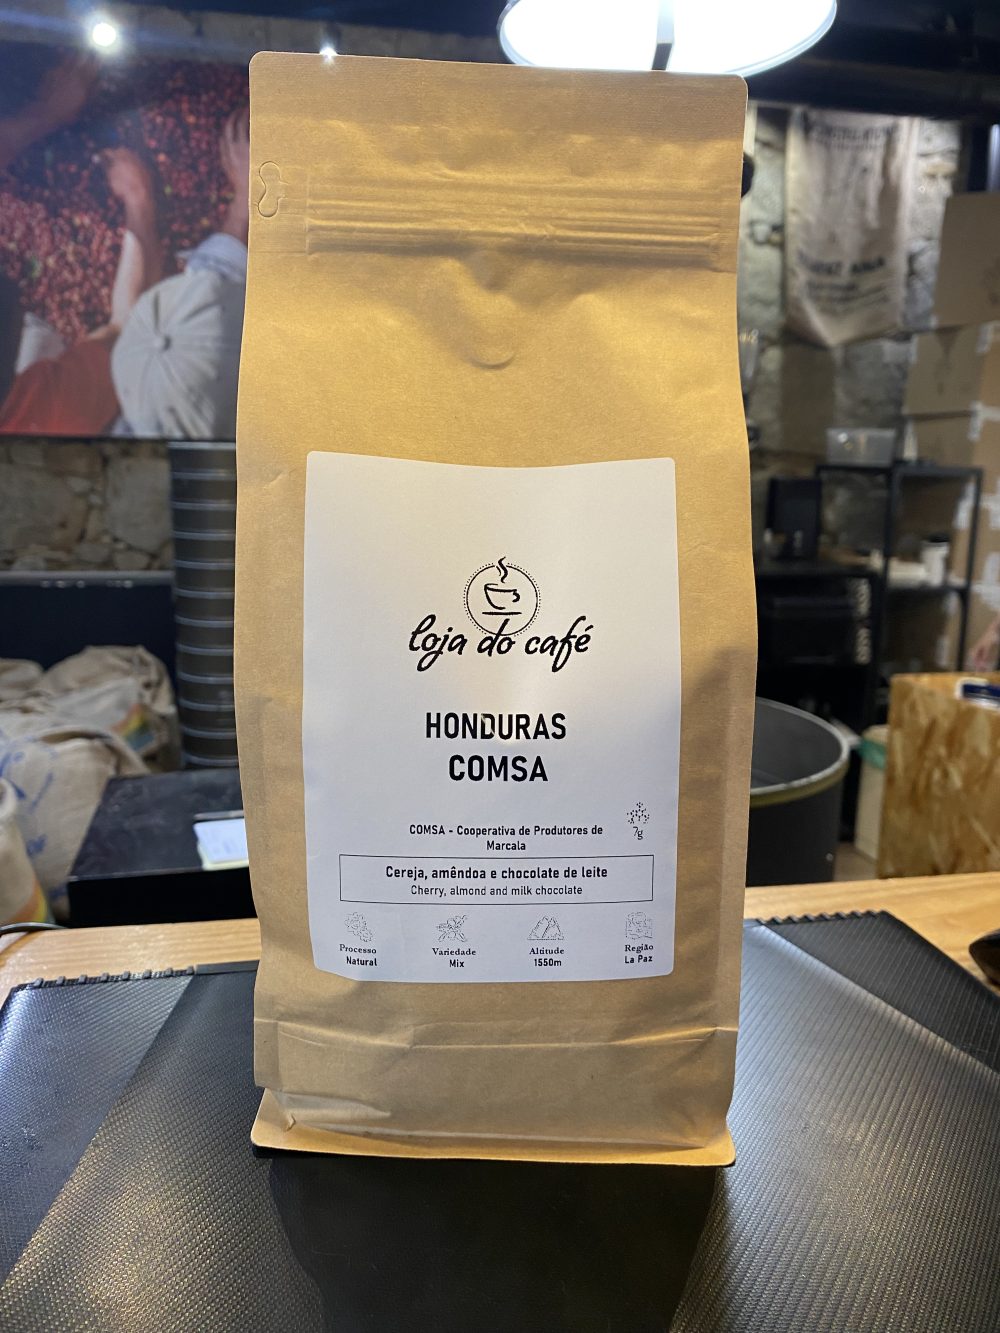 loja do café
HONDURAS
COMSA
COMSA - Cooperativa de Produtores de
Marcala
7g
Cereja, amêndoa e chocolate de leite
Cherry, almond and milk chocolate
Processo
Natural
Variedade
Mix
Altitude
1550m
Região
La Paz